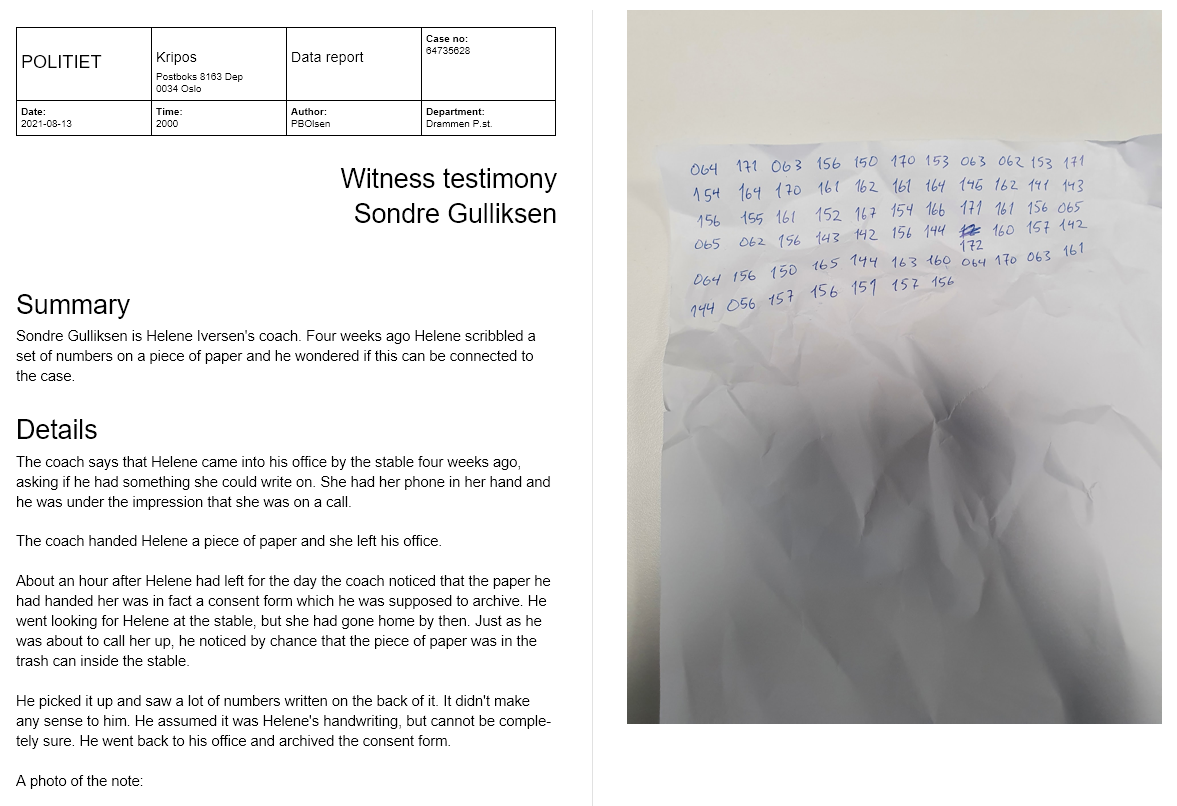 POLITIET
Kripos
Postboks 8163 Dep
0034 Oslo
Data report
Case no:
64735628
Date:
2021-08-13
Time:
2000
Author:
PBOlsen
Department:
Drammen P.st.
Witness testimony
Sondre Gulliksen
Summary
Sondre Gulliksen is Helene Iversen's coach. Four weeks ago Helene scribbled a
set of numbers on a piece of paper and he wondered if this can be connected to
the case.
Details
The coach says that Helene came into his office by the stable four weeks ago,
asking if he had something she could write on. She had her phone in her hand and
he was under the impression that she was on a call.
The coach handed Helene a piece of paper and she left his office.
About an hour after Helene had left for the day the coach noticed that the paper he
had handed her was in fact a consent form which he was supposed to archive. He
went looking for Helene at the stable, but she had gone home by then. Just as he
was about to call her up, he noticed by chance that the piece of paper was in the
trash can inside the stable.
He picked it up and saw a lot of numbers written on the back of it. It didn't make
any sense to him. He assumed it was Helene's handwriting, but cannot be comple-
tely sure. He went back to his office and archived the consent form.
A photo of the note:
064 171 063 156 150 170 153 063 062 153 171
154 164 170 161 162 161 164 146 162 141 143
156 155 161 152 167 154 166 171 161 156 065
065 062 156 143 142 156 144 172 160 157 142
064 156 150 165 144 163 160 064 170 063 161
144 056 157 156 151 157 156